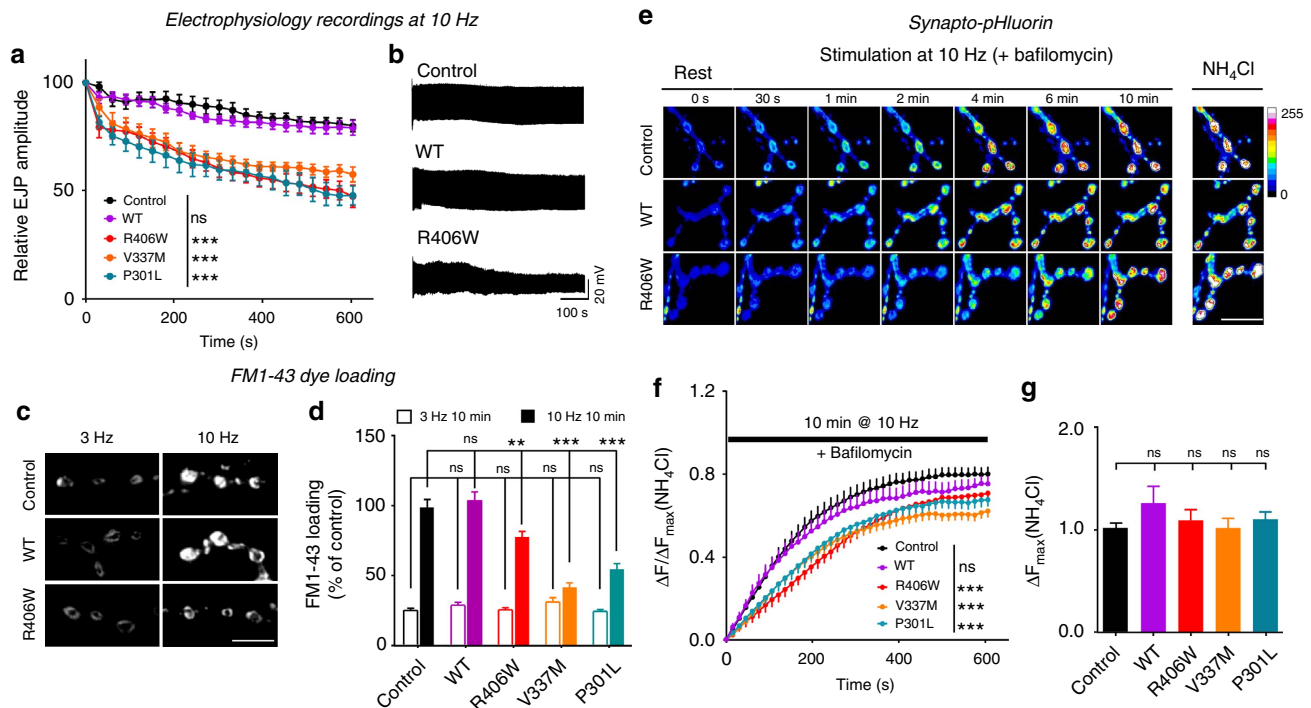 Electrophysiology recordings at 10 Hz
a
Relative EJP amplitude
100
50
0
0
200
400
600
Time (s)
Control
WT
R406W
V337M
P301L
ns
***
***
***
b
Control
WT
R406W
20 mV
100 s
FM1-43 dye loading
c
3 Hz
10 Hz
Control
WT
R406W
d
3 Hz 10 min
10 Hz 10 min
FM1-43 loading
(% of control)
150
100
50
0
ns
**
***
***
ns
ns
ns
ns
Control
WT
R406W
V337M
P301L
e
Synapto-pHluorin
Stimulation at 10 Hz (+ bafilomycin)
Rest
NH₄Cl
0 s
30 s
1 min
2 min
4 min
6 min
10 min
Control
WT
R406W
255
0
f
ΔF/ΔFmax(NH₄Cl)
1.2
0.8
0.4
0.0
10 min @ 10 Hz
+ Bafilomycin
Control
WT
R406W
V337M
P301L
ns
***
***
***
0
200
400
600
Time (s)
g
ΔFmax(NH₄Cl)
2.0
1.0
0.0
ns
ns
ns
ns
Control
WT
R406W
V337M
P301L